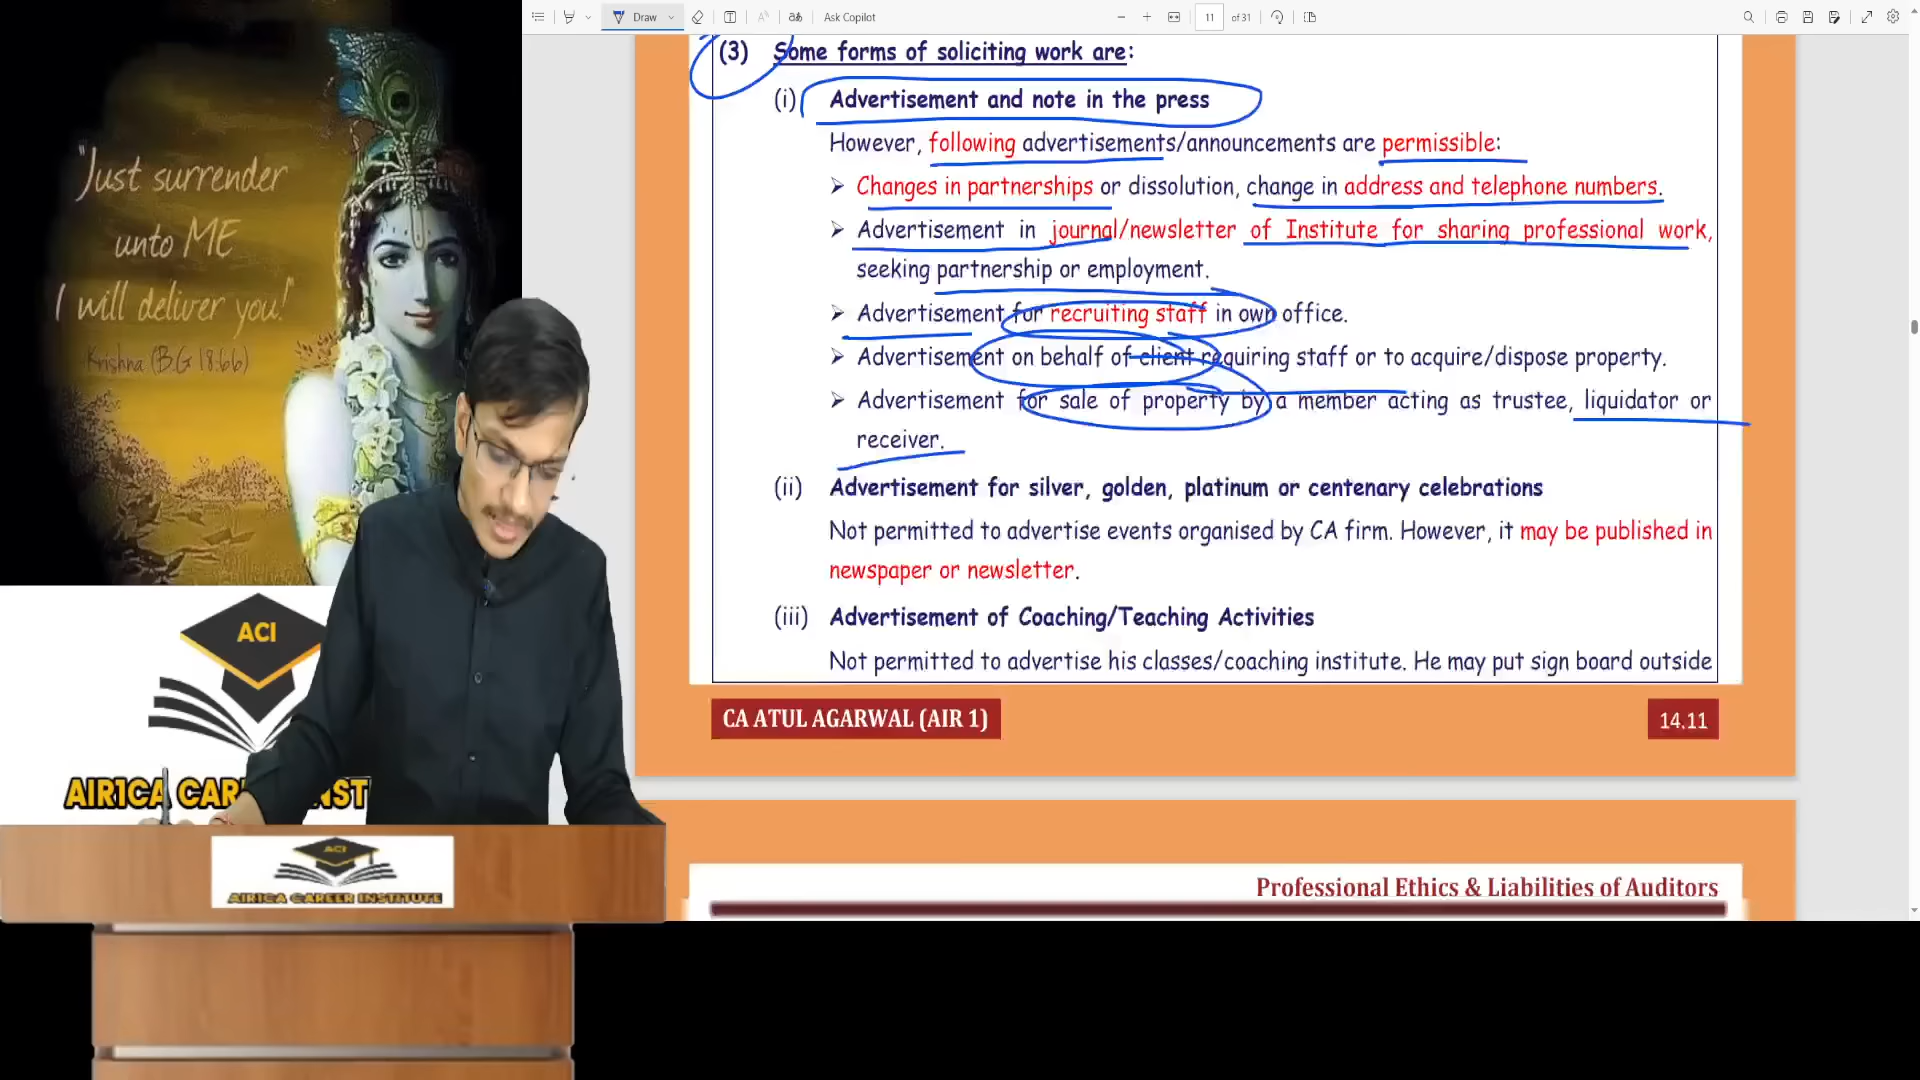 "Just surrender
unto ME
I will deliver you!"
Krishna (B.G 18:66)
ACI
AIR1CA CAR
NST
ACI
AIR1CA CAREER INSTITUTE
Draw
Ask Copilot
11 of 31
(3) Some forms of soliciting work are:
(i) Advertisement and note in the press
However, following advertisements/announcements are permissible:
➢ Changes in partnerships or dissolution, change in address and telephone numbers.
➢ Advertisement in journal/newsletter of Institute for sharing professional work,
seeking partnership or employment.
➢ Advertisement for recruiting staff in own office.
➢ Advertisement on behalf of client requiring staff or to acquire/dispose property.
➢ Advertisement for sale of property by a member acting as trustee, liquidator or
receiver.
(ii) Advertisement for silver, golden, platinum or centenary celebrations
Not permitted to advertise events organised by CA firm. However, it may be published in
newspaper or newsletter.
(iii) Advertisement of Coaching/Teaching Activities
Not permitted to advertise his classes/coaching institute. He may put sign board outside
CA ATUL AGARWAL (AIR 1)
14.11
Professional Ethics & Liabilities of Auditors